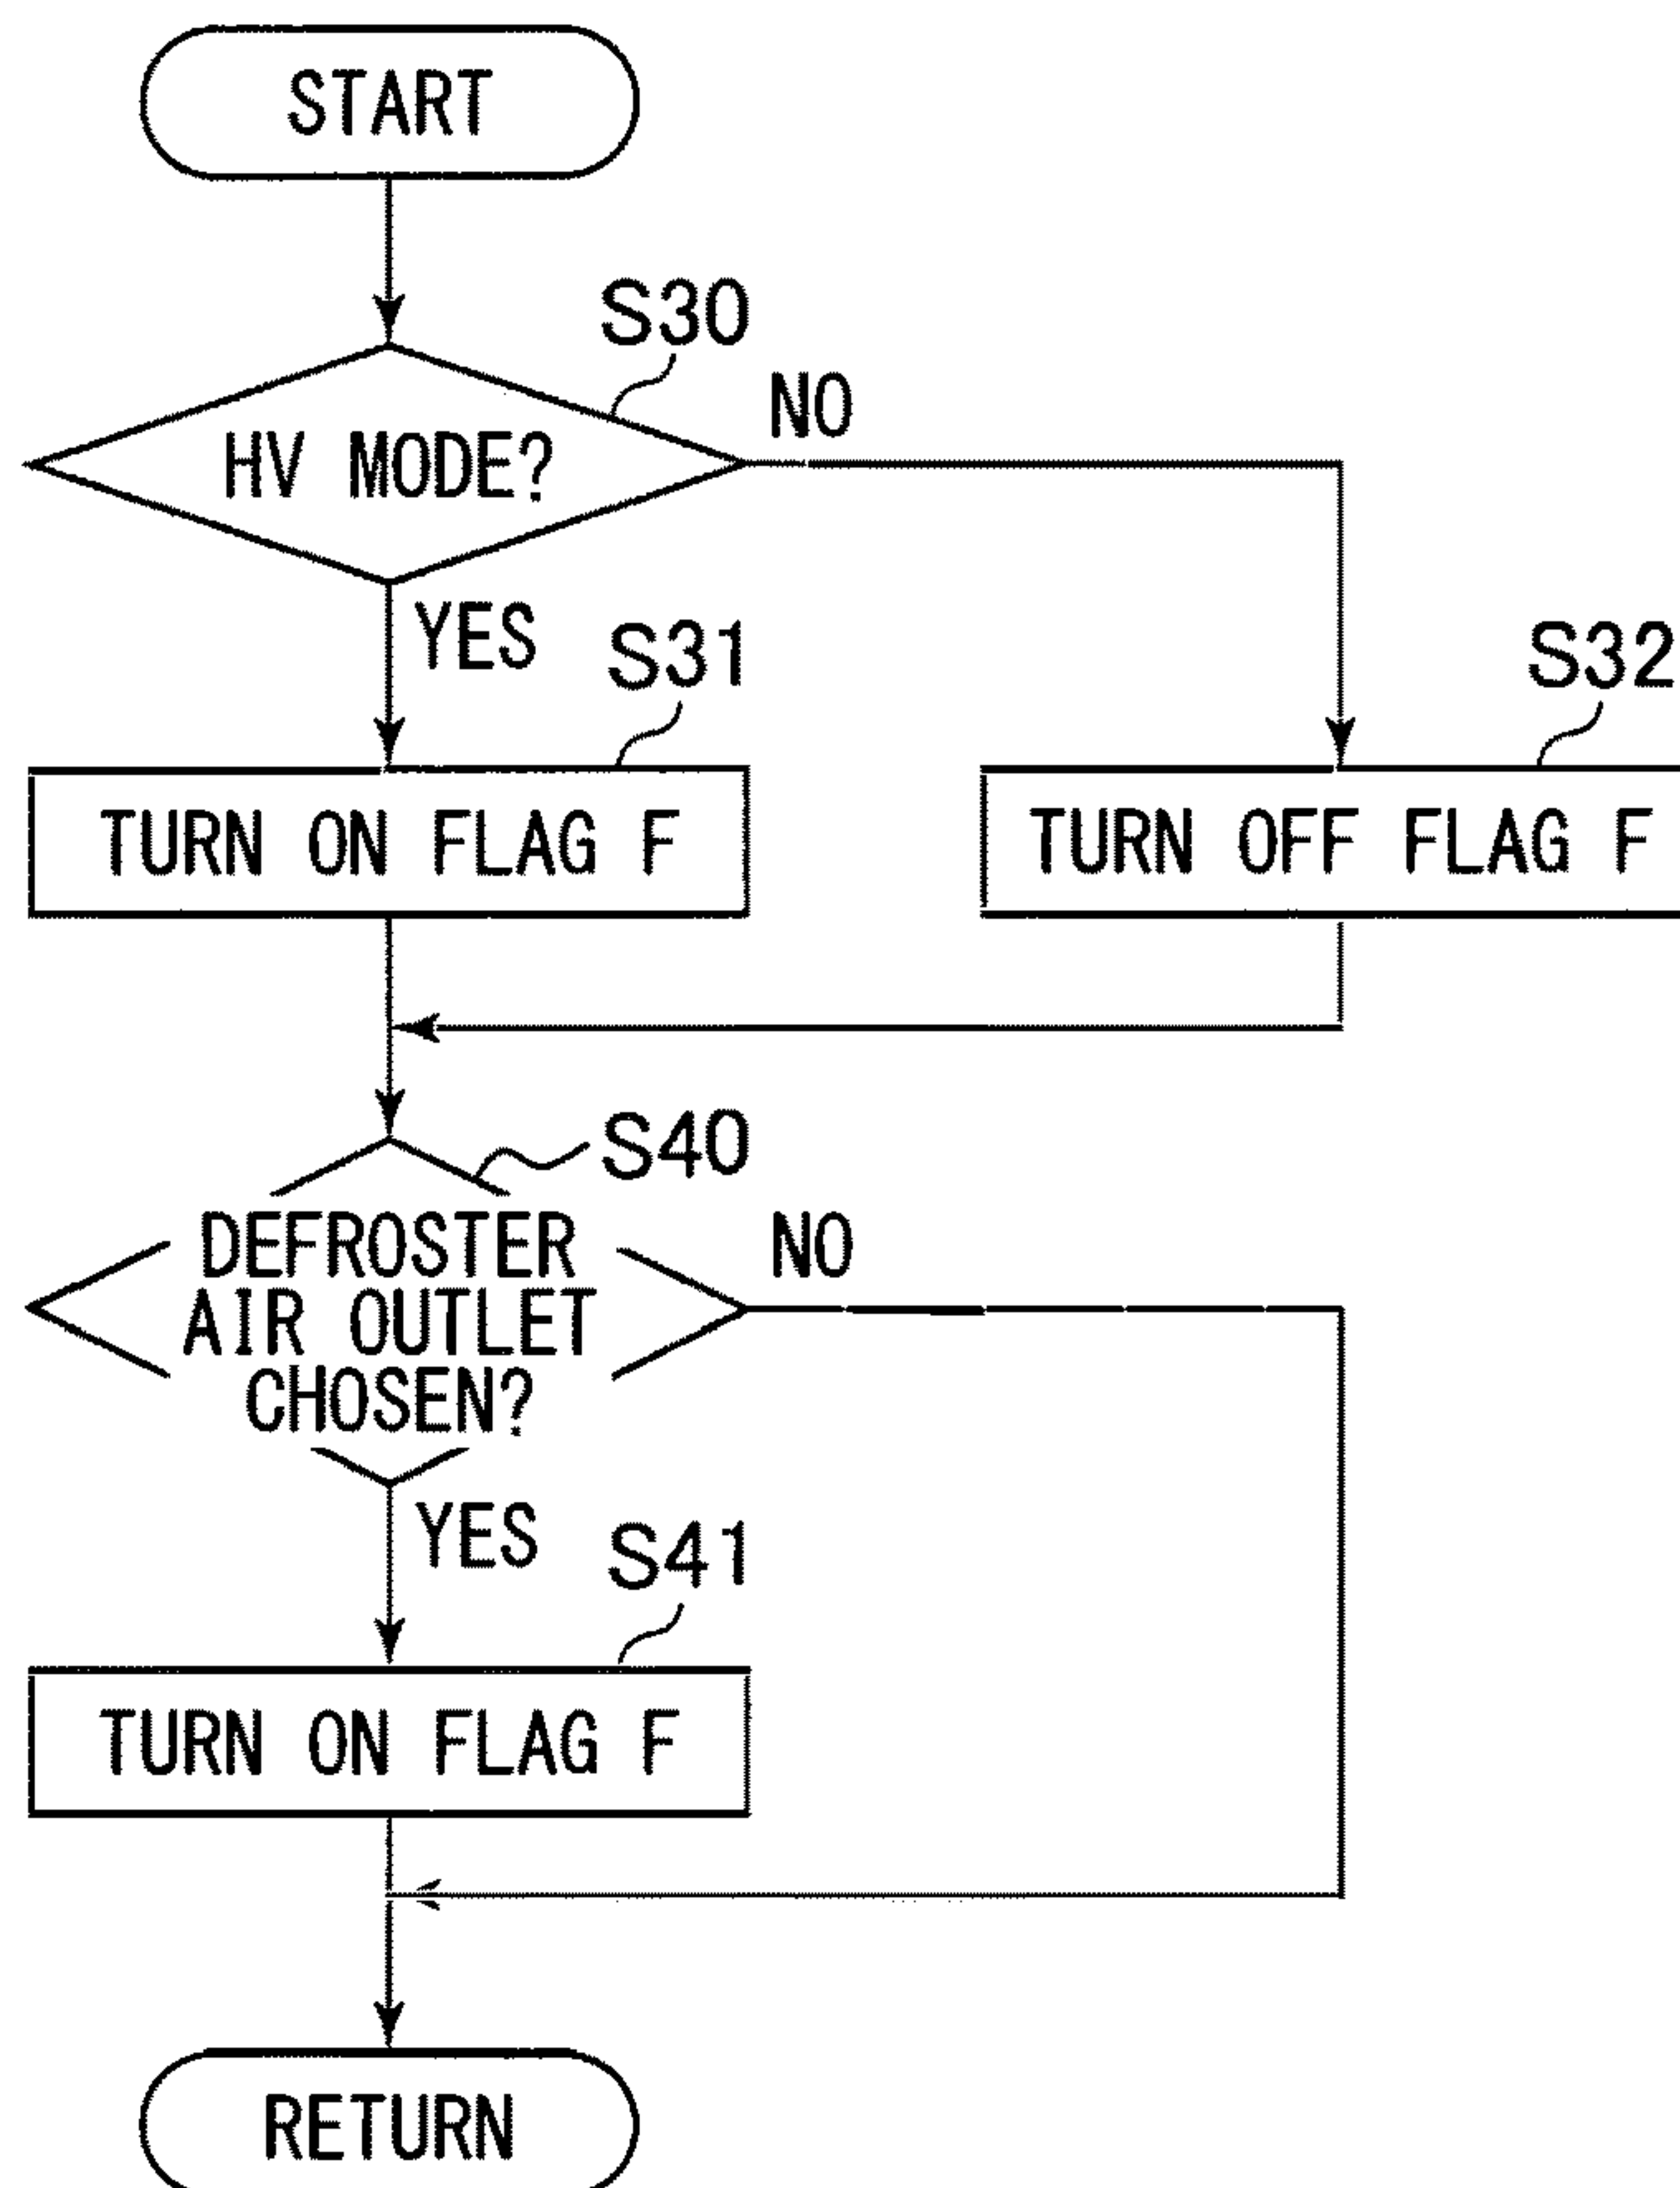 START
S30
HV MODE?
NO
YES
S31
S32
TURN ON FLAG F
TURN OFF FLAG F
S40
DEFROSTER
AIR OUTLET
CHOSEN?
NO
YES
S41
TURN ON FLAG F
RETURN